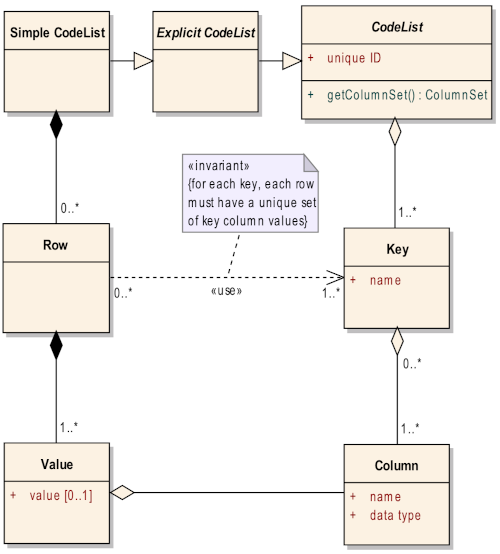 Simple CodeList
Explicit CodeList
CodeList
+ unique ID
+ getColumnSet() : ColumnSet
«invariant»
{for each key, each row
must have a unique set
of key column values}
0..*
1..*
Row
Key
+ name
0..*
«use»
1..*
0..*
1..*
1..*
Value
+ value [0..1]
Column
+ name
+ data type